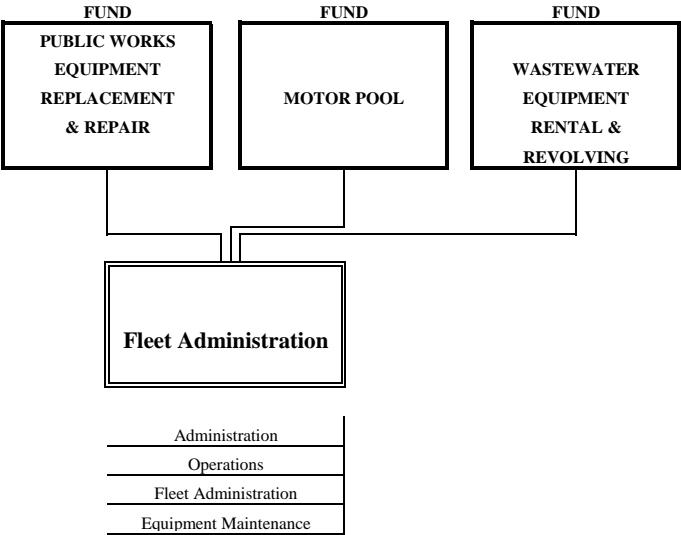 FUND
PUBLIC WORKS
EQUIPMENT
REPLACEMENT
& REPAIR
FUND
MOTOR POOL
FUND
WASTEWATER
EQUIPMENT
RENTAL &
REVOLVING
Fleet Administration
Administration
Operations
Fleet Administration
Equipment Maintenance